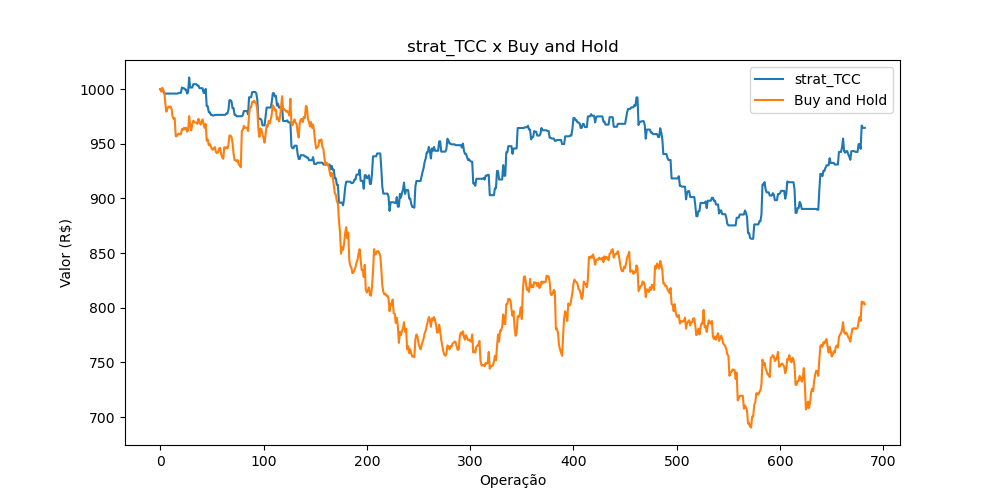 strat_TCC x Buy and Hold
strat_TCC
Buy and Hold
Valor (R$)
1000
950
900
850
800
750
700
0 100 200 300 400 500 600 700
Operação